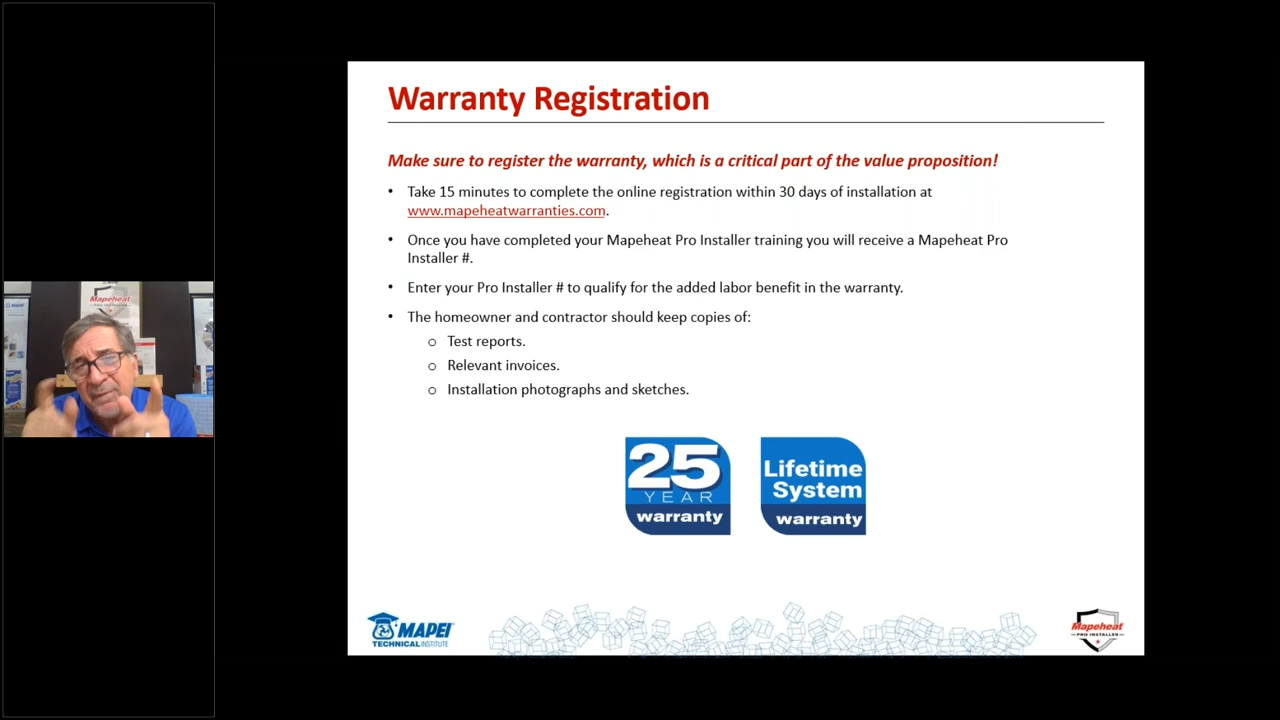 Warranty Registration
Make sure to register the warranty, which is a critical part of the value proposition!
• Take 15 minutes to complete the online registration within 30 days of installation at
www.mapeheatwarranties.com.
• Once you have completed your Mapeheat Pro Installer training you will receive a Mapeheat Pro
Installer #.
• Enter your Pro Installer # to qualify for the added labor benefit in the warranty.
• The homeowner and contractor should keep copies of:
o Test reports.
o Relevant invoices.
o Installation photographs and sketches.
Mapeheat
25
YEAR
warranty
Lifetime
System
warranty
MAPEI
TECHNICAL INSTITUTE
Mapeheat
PRO INSTALLER